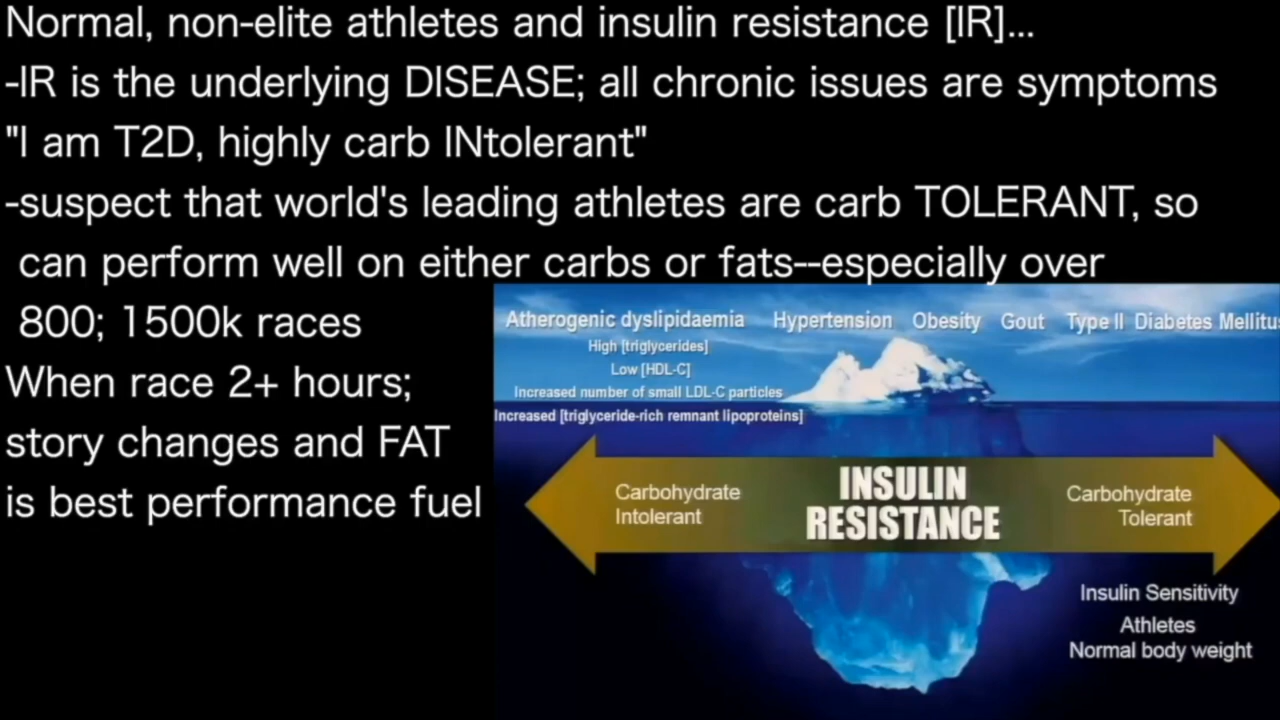 Normal, non-elite athletes and insulin resistance [IR]...
-IR is the underlying DISEASE; all chronic issues are symptoms
"I am T2D, highly carb INtolerant"
-suspect that world's leading athletes are carb TOLERANT, so
can perform well on either carbs or fats--especially over
800; 1500k races
When race 2+ hours;
story changes and FAT
is best performance fuel
Atherogenic dyslipidaemia Hypertension Obesity Gout Type II Diabetes Mellitu
High [triglycerides]
Low [HDL-C]
Increased number of small LDL-C particles
Increased [triglyceride-rich remnant lipoproteins]
Carbohydrate
Intolerant
INSULIN
RESISTANCE
Carbohydrate
Tolerant
Insulin Sensitivity
Athletes
Normal body weight